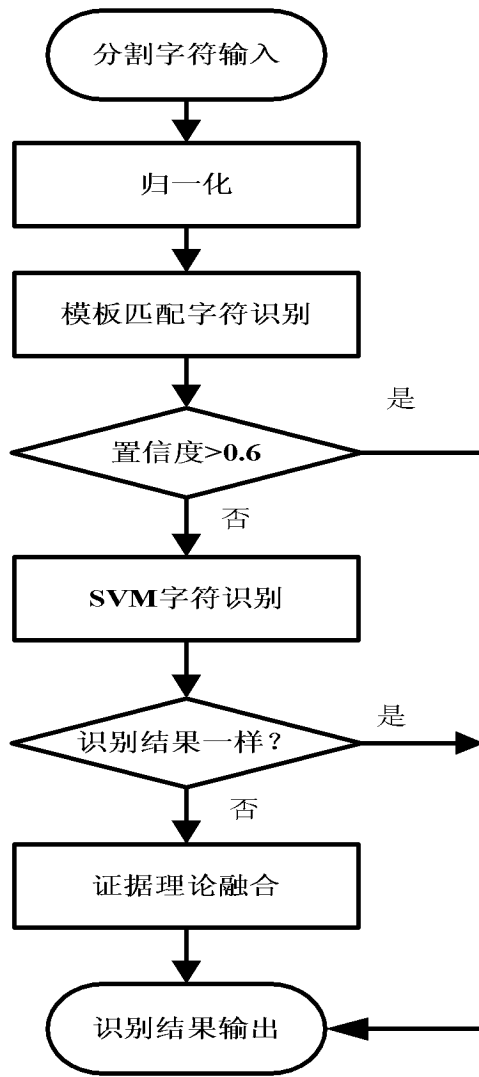 分割字符输入
归一化
模板匹配字符识别
是
置信度>0.6
否
SVM字符识别
是
识别结果一样？
否
证据理论融合
识别结果输出